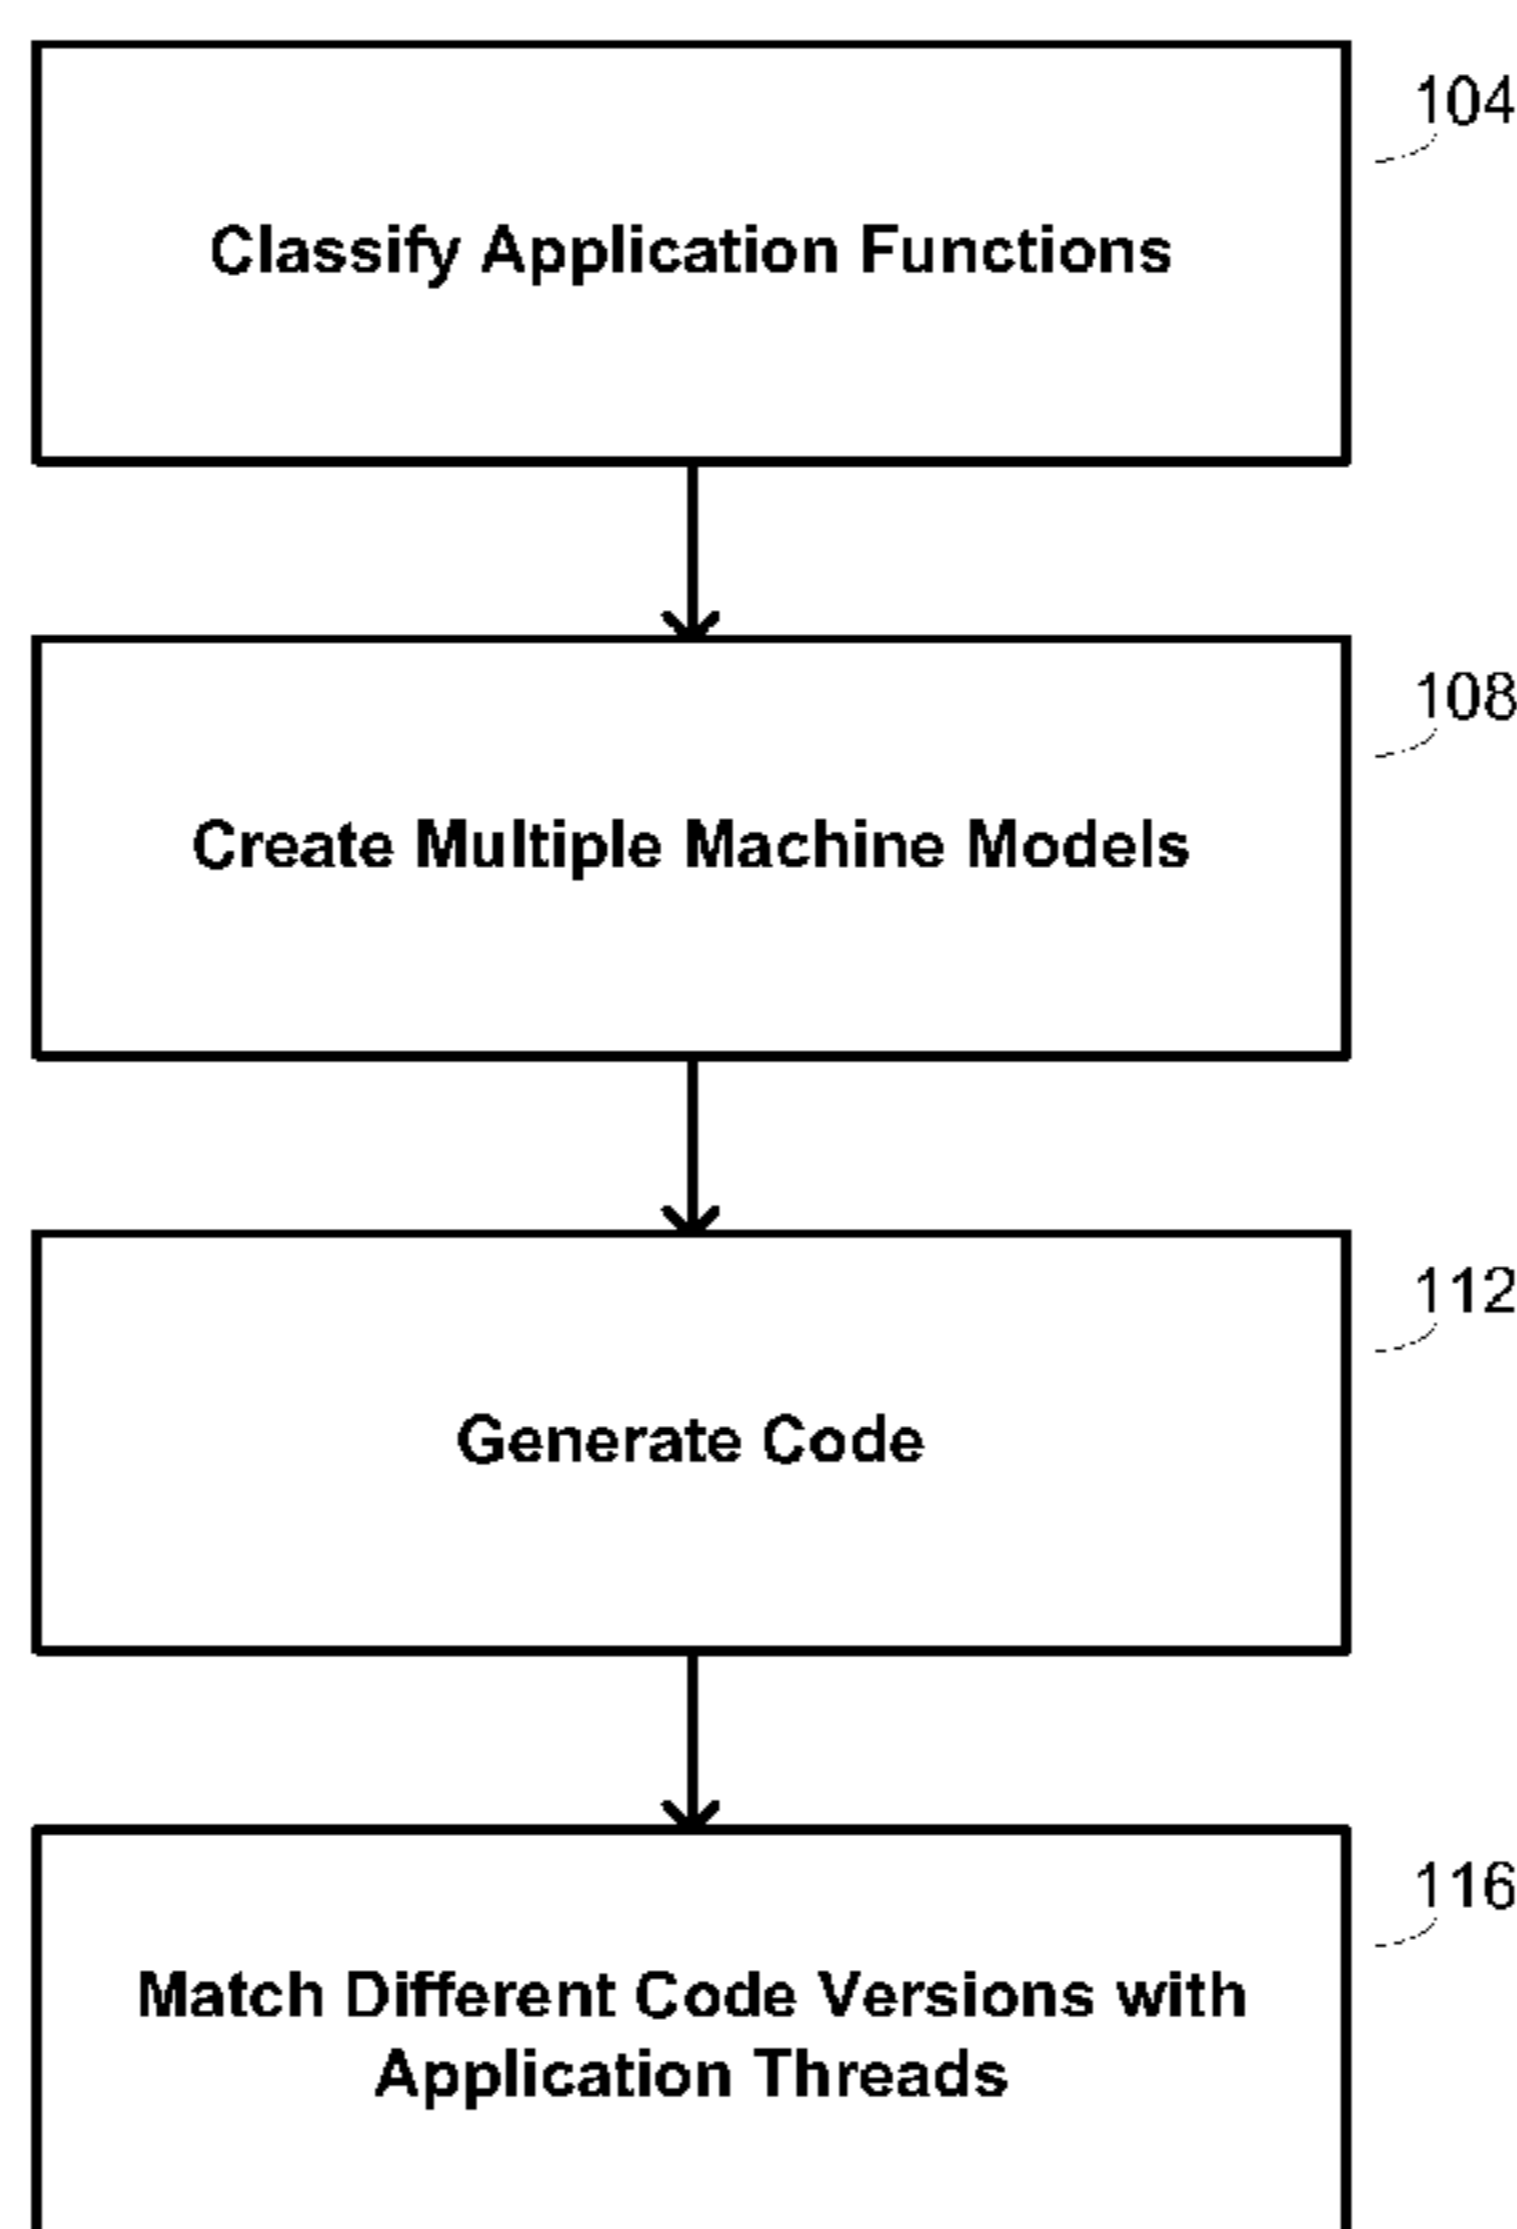 104
Classify Application Functions
108
Create Multiple Machine Models
112
Generate Code
116
Match Different Code Versions with
Application Threads